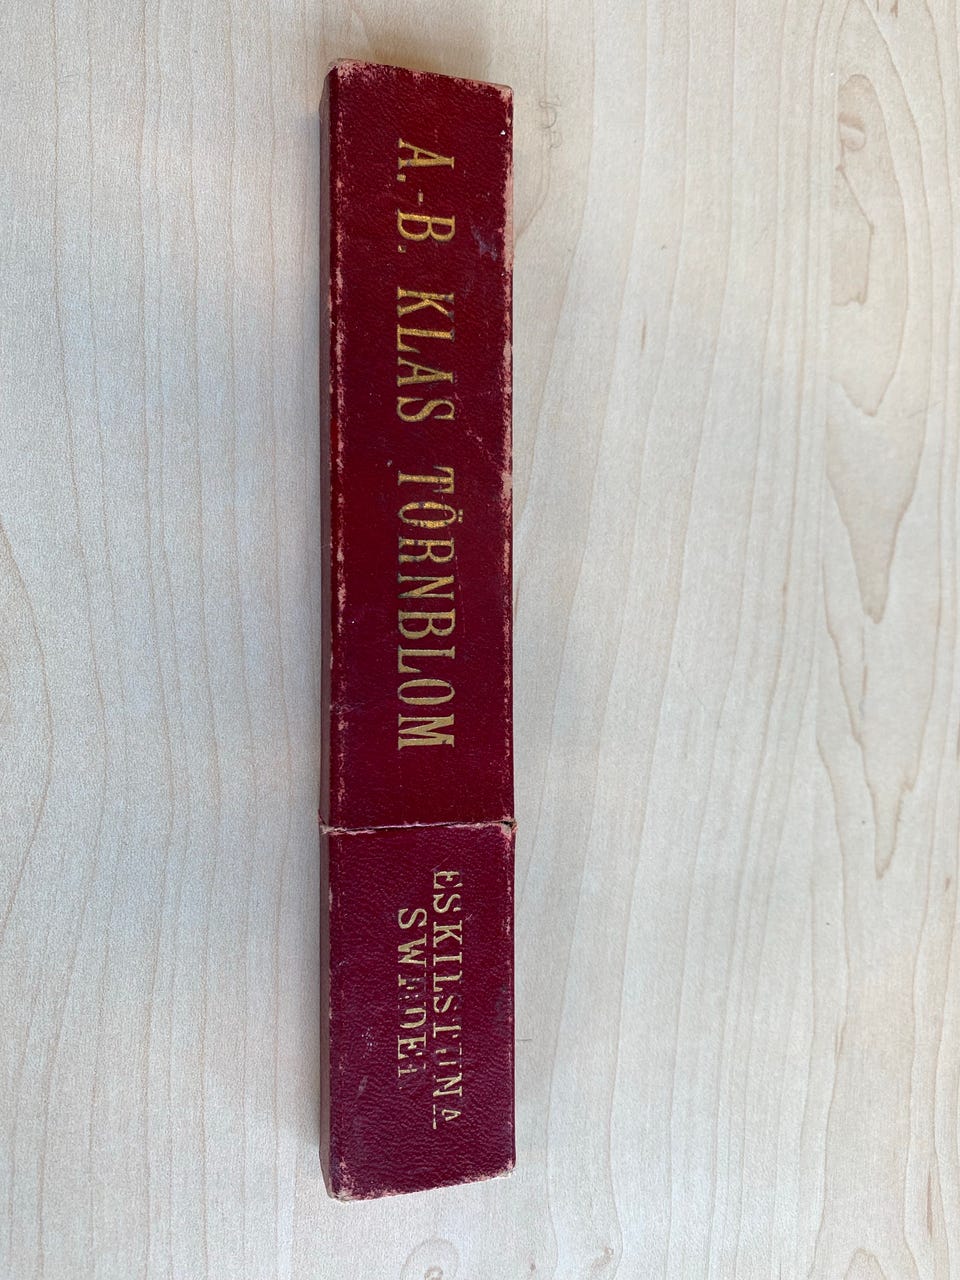 A.-B. KLAS TÖRNBLOM
ESKILSTUNA
SWEDEN